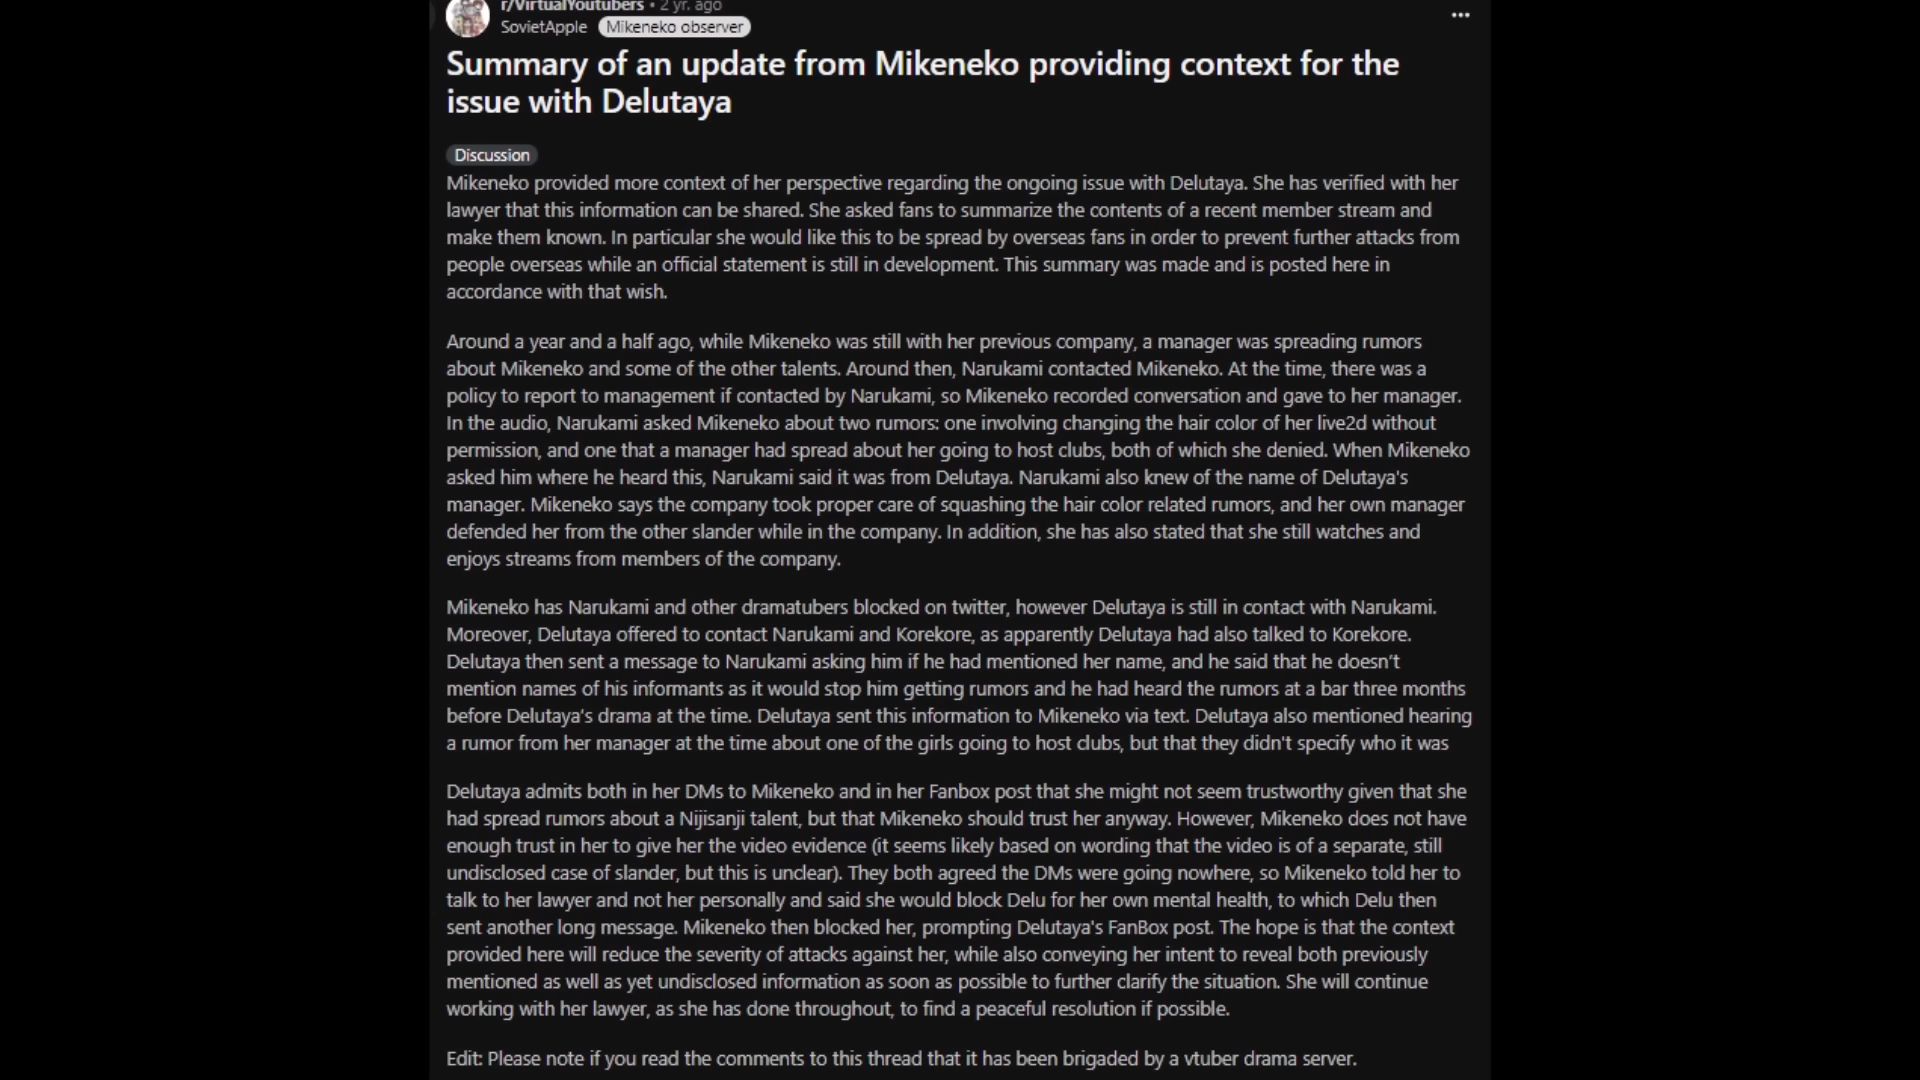 r/VirtualYoutubers • 2 yr. ago
SovietApple Mikeneko observer
Summary of an update from Mikeneko providing context for the
issue with Delutaya
Discussion
Mikeneko provided more context of her perspective regarding the ongoing issue with Delutaya. She has verified with her
lawyer that this information can be shared. She asked fans to summarize the contents of a recent member stream and
make them known. In particular she would like this to be spread by overseas fans in order to prevent further attacks from
people overseas while an official statement is still in development. This summary was made and is posted here in
accordance with that wish.
Around a year and a half ago, while Mikeneko was still with her previous company, a manager was spreading rumors
about Mikeneko and some of the other talents. Around then, Narukami contacted Mikeneko. At the time, there was a
policy to report to management if contacted by Narukami, so Mikeneko recorded conversation and gave to her manager.
In the audio, Narukami asked Mikeneko about two rumors: one involving changing the hair color of her live2d without
permission, and one that a manager had spread about her going to host clubs, both of which she denied. When Mikeneko
asked him where he heard this, Narukami said it was from Delutaya. Narukami also knew of the name of Delutaya's
manager. Mikeneko says the company took proper care of squashing the hair color related rumors, and her own manager
defended her from the other slander while in the company. In addition, she has also stated that she still watches and
enjoys streams from members of the company.
Mikeneko has Narukami and other dramatubers blocked on twitter, however Delutaya is still in contact with Narukami.
Moreover, Delutaya offered to contact Narukami and Korekore, as apparently Delutaya had also talked to Korekore.
Delutaya then sent a message to Narukami asking him if he had mentioned her name, and he said that he doesn't
mention names of his informants as it would stop him getting rumors and he had heard the rumors at a bar three months
before Delutaya's drama at the time. Delutaya sent this information to Mikeneko via text. Delutaya also mentioned hearing
a rumor from her manager at the time about one of the girls going to host clubs, but that they didn't specify who it was
Delutaya admits both in her DMs to Mikeneko and in her Fanbox post that she might not seem trustworthy given that she
had spread rumors about a Nijisanji talent, but that Mikeneko should trust her anyway. However, Mikeneko does not have
enough trust in her to give her the video evidence (it seems likely based on wording that the video is of a separate, still
undisclosed case of slander, but this is unclear). They both agreed the DMs were going nowhere, so Mikeneko told her to
talk to her lawyer and not her personally and said she would block Delu for her own mental health, to which Delu then
sent another long message. Mikeneko then blocked her, prompting Delutaya's FanBox post. The hope is that the context
provided here will reduce the severity of attacks against her, while also conveying her intent to reveal both previously
mentioned as well as yet undisclosed information as soon as possible to further clarify the situation. She will continue
working with her lawyer, as she has done throughout, to find a peaceful resolution if possible.
Edit: Please note if you read the comments to this thread that it has been brigaded by a vtuber drama server.